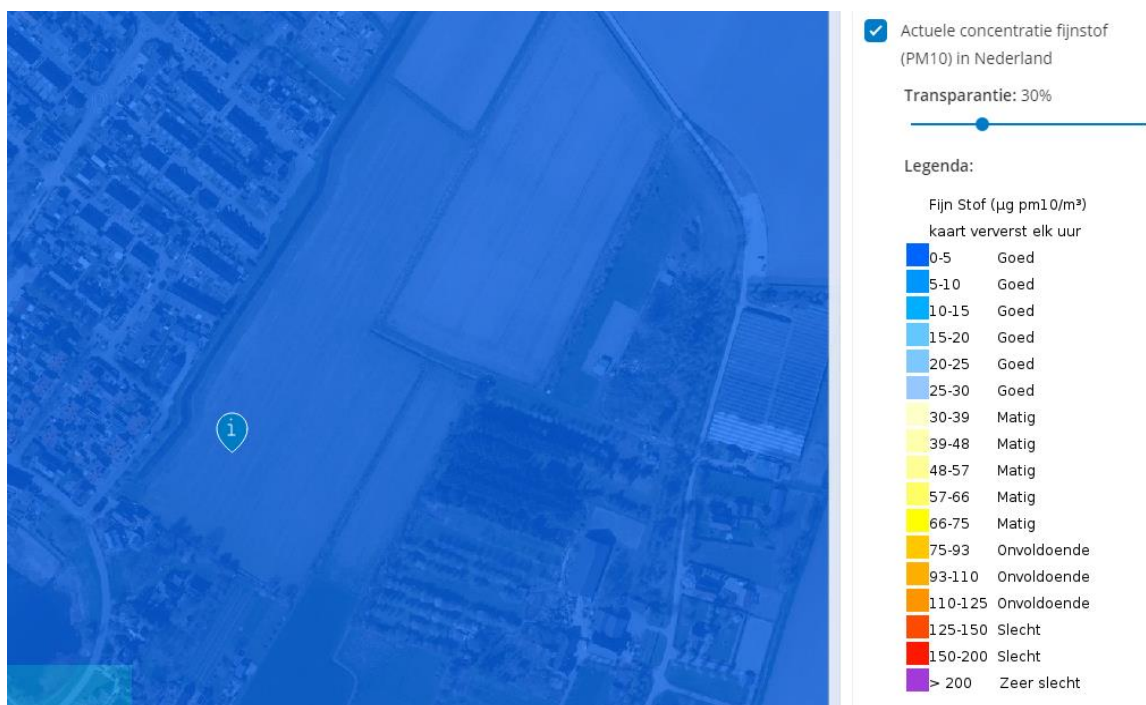 Actuele concentratie fijnstof
(PM10) in Nederland
Transparantie: 30%
Legenda:
Fijn Stof (µg pm10/m³)
kaart ververst elk uur
0-5 Goed
5-10 Goed
10-15 Goed
15-20 Goed
20-25 Goed
25-30 Goed
30-39 Matig
39-48 Matig
48-57 Matig
57-66 Matig
66-75 Matig
75-93 Onvoldoende
93-110 Onvoldoende
110-125 Onvoldoende
125-150 Slecht
150-200 Slecht
> 200 Zeer slecht
i